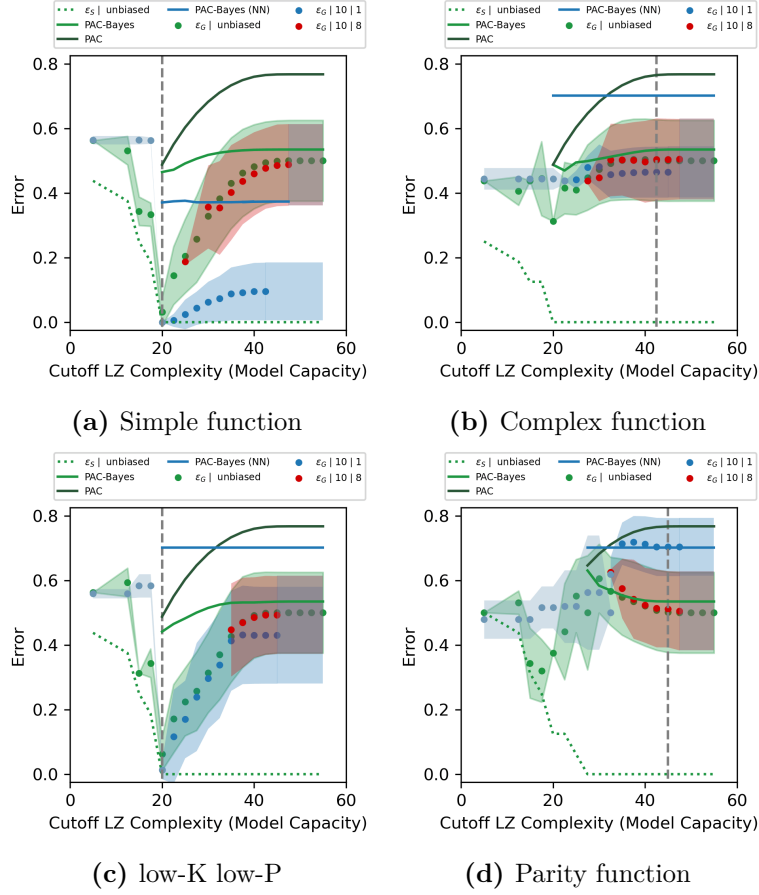 ε_S | unbiased PAC-Bayes (NN) ε_G | 10 | 1
PAC-Bayes ε_G | unbiased ε_G | 10 | 8
PAC
0.8
0.6
0.4
0.2
0.0
Error
0 20 40 60
Cutoff LZ Complexity (Model Capacity)
(a) Simple function
ε_S | unbiased PAC-Bayes (NN) ε_G | 10 | 1
PAC-Bayes ε_G | unbiased ε_G | 10 | 8
PAC
0.8
0.6
0.4
0.2
0.0
Error
0 20 40 60
Cutoff LZ Complexity (Model Capacity)
(b) Complex function
ε_S | unbiased PAC-Bayes (NN) ε_G | 10 | 1
PAC-Bayes ε_G | unbiased ε_G | 10 | 8
PAC
0.8
0.6
0.4
0.2
0.0
Error
0 20 40 60
Cutoff LZ Complexity (Model Capacity)
(c) low-K low-P
ε_S | unbiased PAC-Bayes (NN) ε_G | 10 | 1
PAC-Bayes ε_G | unbiased ε_G | 10 | 8
PAC
0.8
0.6
0.4
0.2
0.0
Error
0 20 40 60
Cutoff LZ Complexity (Model Capacity)
(d) Parity function